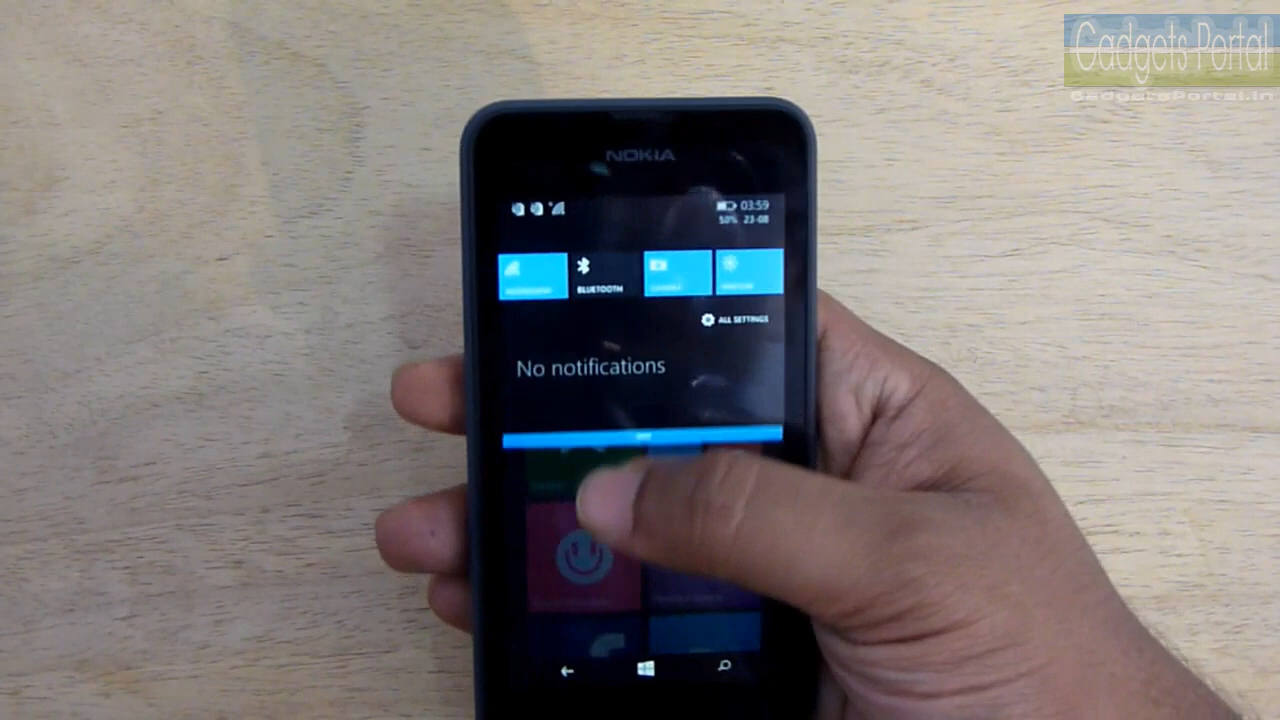 Gadgets Portal
GadgetsPortal.in
NOKIA
03:59
50% 23-08
BLUETOOTH
ALL SETTINGS
No notifications